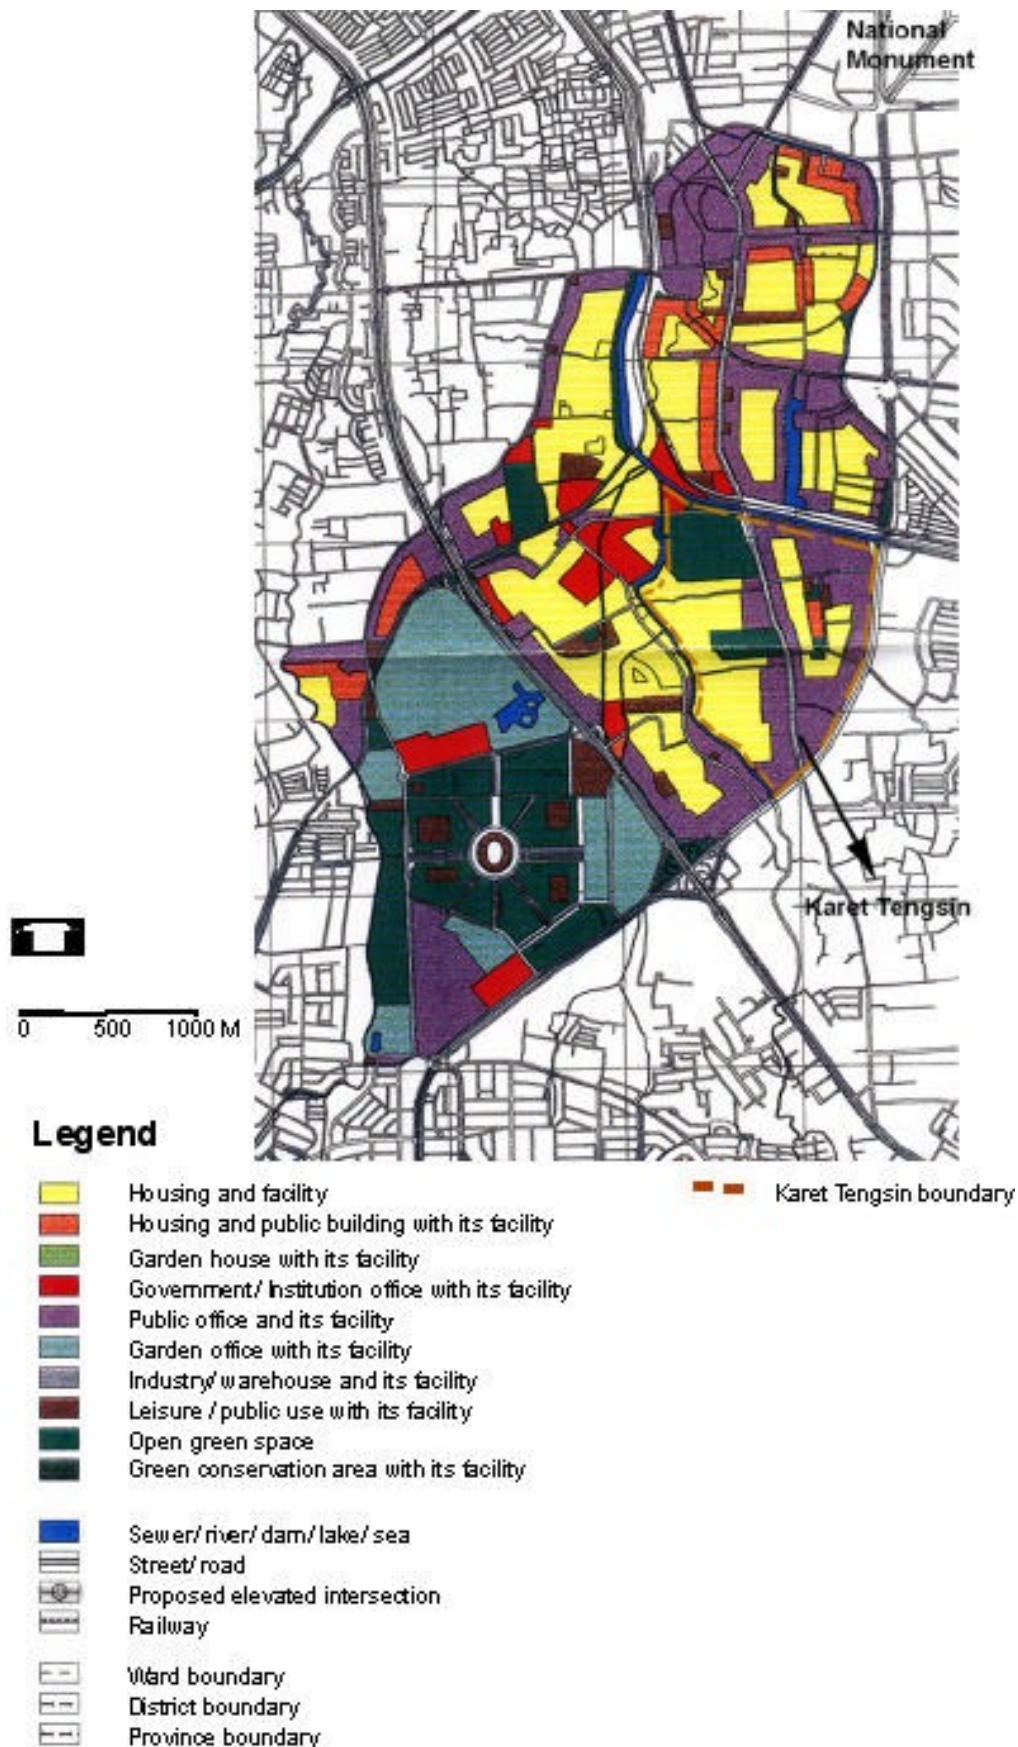 National
Monument
Karet Tengsin
0 500 1000 M
Legend
Housing and facility
Karet Tengsin boundary
Housing and public building with its facility
Garden house with its facility
Government/ Institution office with its facility
Public office and its facility
Garden office with its facility
Industry/ warehouse and its facility
Leisure / public use with its facility
Open green space
Green conservation area with its facility
Sewer/ river/ dam/ lake/ sea
Street/ road
Proposed elevated intersection
Railway
Ward boundary
District boundary
Province boundary